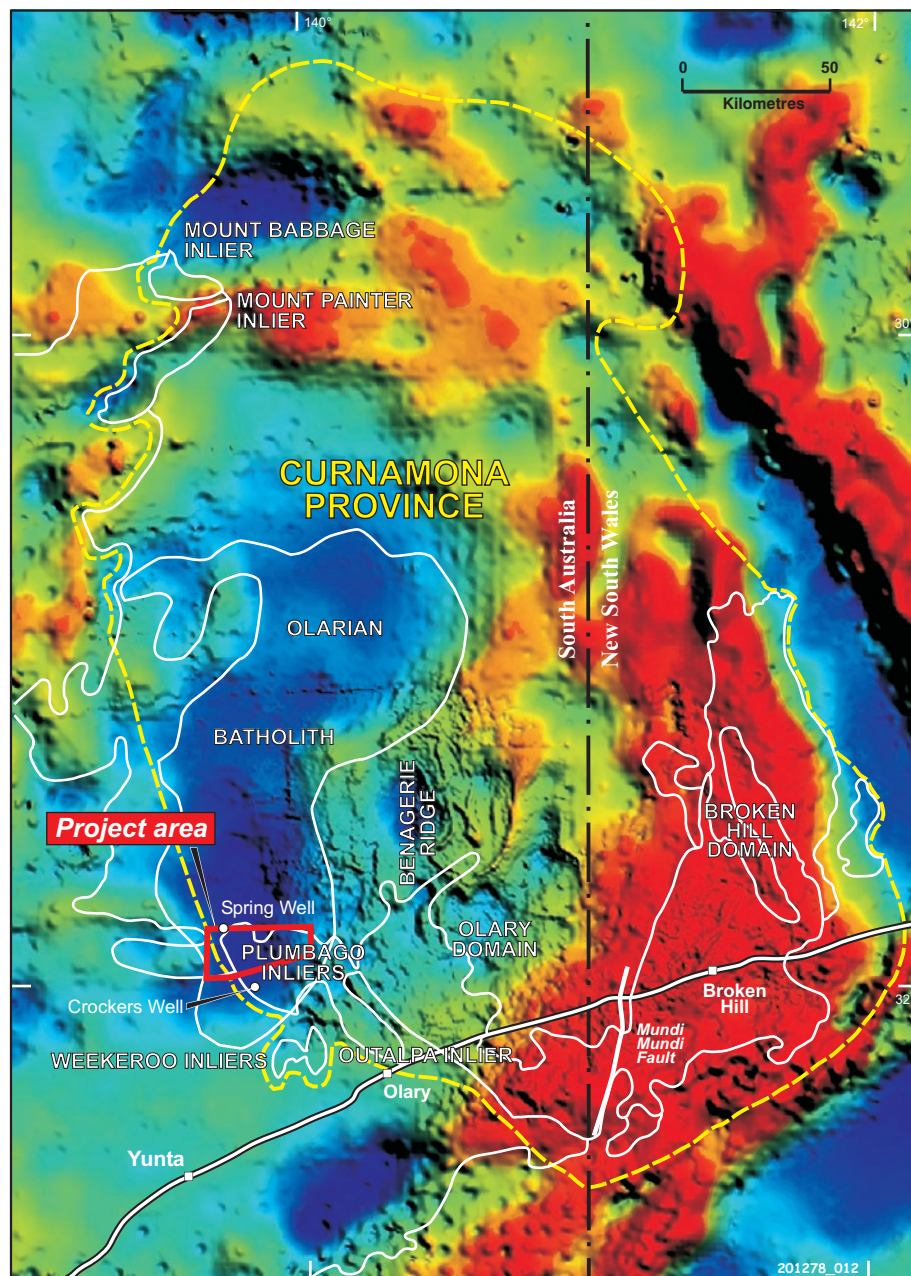 140°
142°
0
50
Kilometres
MOUNT BABBAGE
INLIER
MOUNT PAINTER
INLIER
30°
CURNAMONA
PROVINCE
South Australia
New South Wales
OLARIAN
BATHOLITH
BENAGERIE
RIDGE
BROKEN
HILL
DOMAIN
Project area
Spring Well
OLARY
DOMAIN
PLUMBAGO
INLIERS
Crockers Well
Broken
Hill
32°
Mundi
Mundi
Fault
WEEKEROO INLIERS
OUTALPA INLIER
Olary
Yunta
201278_012